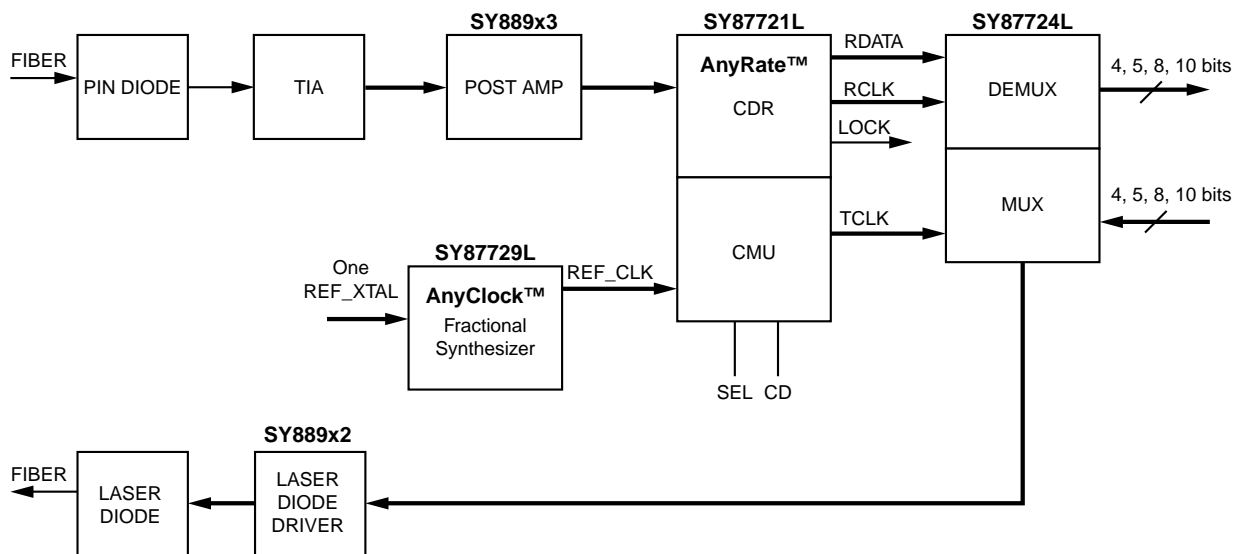 SY889x3
SY87721L
SY87724L
FIBER
PIN DIODE
TIA
POST AMP
AnyRate™
CDR
RDATA
RCLK
LOCK
DEMUX
4, 5, 8, 10 bits
CMU
TCLK
MUX
4, 5, 8, 10 bits
SY87729L
One
REF_XTAL
AnyClock™
Fractional
Synthesizer
REF_CLK
SEL
CD
SY889x2
FIBER
LASER
DIODE
LASER
DIODE
DRIVER